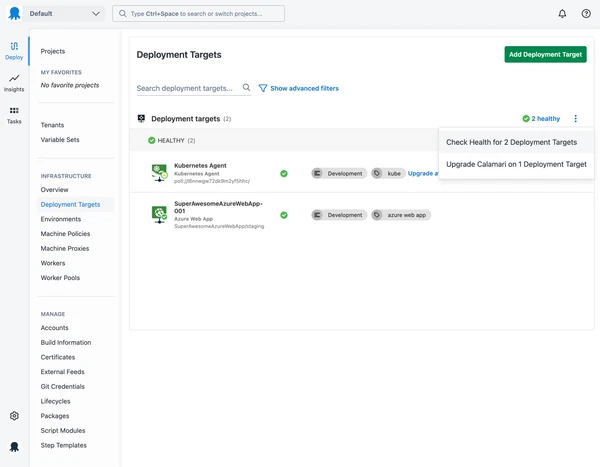 Default
Type Ctrl+Space to search or switch projects...
Deploy
Insights
Tasks
Projects
MY FAVORITES
No favorite projects
Tenants
Variable Sets
INFRASTRUCTURE
Overview
Deployment Targets
Environments
Machine Policies
Machine Proxies
Workers
Worker Pools
MANAGE
Accounts
Build Information
Certificates
External Feeds
Git Credentials
Lifecycles
Packages
Script Modules
Step Templates
Deployment Targets
Add Deployment Target
Search deployment targets...
Show advanced filters
Deployment targets (2)
2 healthy
Check Health for 2 Deployment Targets
Upgrade Calamari on 1 Deployment Target
HEALTHY (2)
Kubernetes Agent
Kubernetes Agent
Development
kube
SuperAwesomeAzureWebApp-
001
Azure Web App
SuperAwesomeAzureWebApp/staging
Development
azure web app